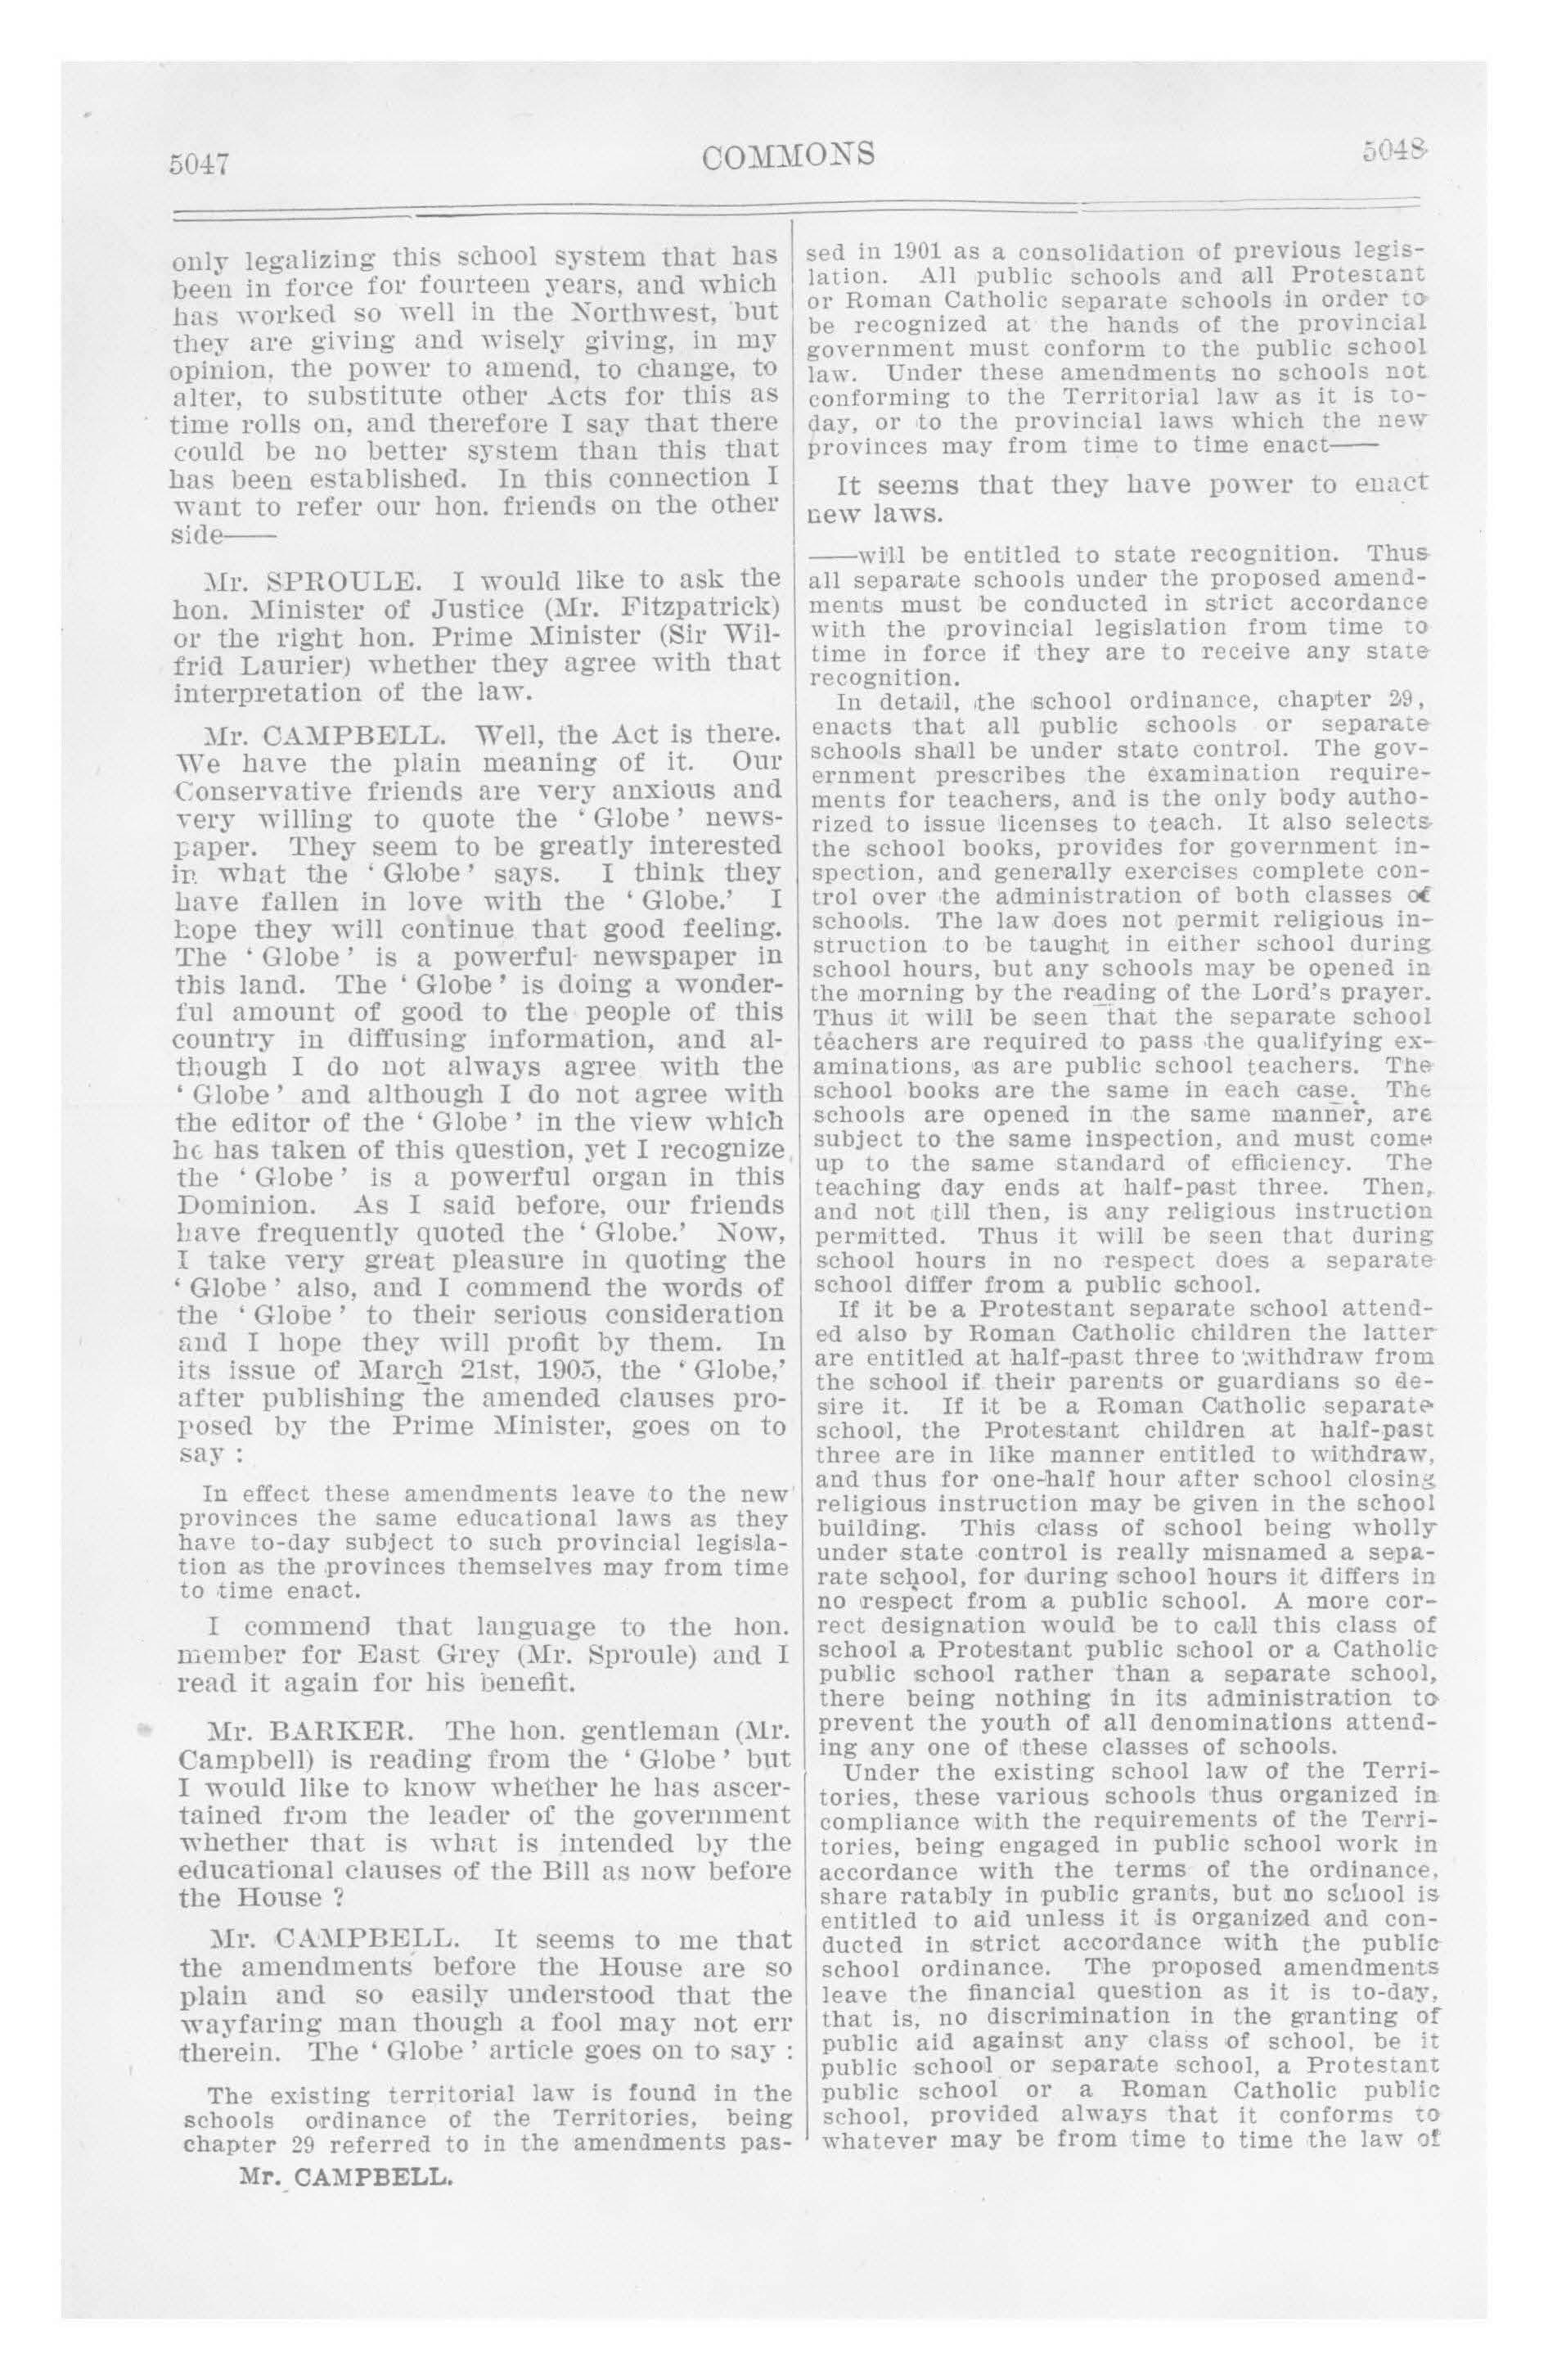 5047
COMMONS
5048
only legalizing this school system that has
been in force for fourteen years, and which
has worked so well in the Northwest, but
they are giving and wisely giving, in my
opinion, the power to amend, to change, to
alter, to substitute other Acts for this as
time rolls on, and therefore I say that there
could be no better system than this that
has been established. In this connection I
want to refer our hon. friends on the other
side——
Mr. SPROULE. I would like to ask the
hon. Minister of Justice (Mr. Fitzpatrick)
or the right hon. Prime Minister (Sir Wil-
frid Laurier) whether they agree with that
interpretation of the law.
Mr. CAMPBELL. Well, the Act is there.
We have the plain meaning of it. Our
Conservative friends are very anxious and
very willing to quote the ‘ Globe ’ news-
paper. They seem to be greatly interested
in what the ‘ Globe ’ says. I think they
have fallen in love with the ‘ Globe.’ I
hope they will continue that good feeling.
The ‘ Globe ’ is a powerful newspaper in
this land. The ‘ Globe ’ is doing a wonder-
ful amount of good to the people of this
country in diffusing information, and al-
though I do not always agree with the
‘ Globe ’ and although I do not agree with
the editor of the ‘ Globe ’ in the view which
he has taken of this question, yet I recognize
the ‘ Globe ’ is a powerful organ in this
Dominion. As I said before, our friends
have frequently quoted the ‘ Globe.’ Now,
I take very great pleasure in quoting the
‘ Globe ’ also, and I commend the words of
the ‘ Globe ’ to their serious consideration
and I hope they will profit by them. In
its issue of March 21st, 1905, the ‘ Globe,’
after publishing the amended clauses pro-
posed by the Prime Minister, goes on to
say :
In effect these amendments leave to the new
provinces the same educational laws as they
have to-day subject to such provincial legisla-
tion as the provinces themselves may from time
to time enact.
I commend that language to the hon.
member for East Grey (Mr. Sproule) and I
read it again for his benefit.
Mr. BARKER. The hon. gentleman (Mr.
Campbell) is reading from the ‘ Globe ’ but
I would like to know whether he has ascer-
tained from the leader of the government
whether that is what is intended by the
educational clauses of the Bill as now before
the House ?
Mr. CAMPBELL. It seems to me that
the amendments before the House are so
plain and so easily understood that the
wayfaring man though a fool may not err
therein. The ‘ Globe ’ article goes on to say :
The existing territorial law is found in the
schools ordinance of the Territories, being
chapter 29 referred to in the amendments pas-
Mr. CAMPBELL.
sed in 1901 as a consolidation of previous legis-
lation. All public schools and all Protestant
or Roman Catholic separate schools in order to
be recognized at the hands of the provincial
government must conform to the public school
law. Under these amendments no schools not
conforming to the Territorial law as it is to-
day, or to the provincial laws which the new
provinces may from time to time enact——
It seems that they have power to enact
new laws.
——will be entitled to state recognition. Thus
all separate schools under the proposed amend-
ments must be conducted in strict accordance
with the provincial legislation from time to
time in force if they are to receive any state
recognition.
In detail, the school ordinance, chapter 29,
enacts that all public schools or separate
schools shall be under state control. The gov-
ernment prescribes the examination require-
ments for teachers, and is the only body autho-
rized to issue licenses to teach. It also selects
the school books, provides for government in-
spection, and generally exercises complete con-
trol over the administration of both classes of
schools. The law does not permit religious in-
struction to be taught in either school during
school hours, but any schools may be opened in
the morning by the reading of the Lord's prayer.
Thus it will be seen that the separate school
teachers are required to pass the qualifying ex-
aminations, as are public school teachers. The
school books are the same in each case. The
schools are opened in the same manner, are
subject to the same inspection, and must come
up to the same standard of efficiency. The
teaching day ends at half-past three. Then,
and not till then, is any religious instruction
permitted. Thus it will be seen that during
school hours in no respect does a separate
school differ from a public school.
If it be a Protestant separate school attend-
ed also by Roman Catholic children the latter
are entitled at half-past three to withdraw from
the school if their parents or guardians so de-
sire it. If it be a Roman Catholic separate
school, the Protestant children at half-past
three are in like manner entitled to withdraw,
and thus for one-half hour after school closing
religious instruction may be given in the school
building. This class of school being wholly
under state control is really misnamed a sepa-
rate school, for during school hours it differs in
no respect from a public school. A more cor-
rect designation would be to call this class of
school a Protestant public school or a Catholic
public school rather than a separate school,
there being nothing in its administration to
prevent the youth of all denominations attend-
ing any one of these classes of schools.
Under the existing school law of the Terri-
tories, these various schools thus organized in
compliance with the requirements of the Terri-
tories, being engaged in public school work in
accordance with the terms of the ordinance,
share ratably in public grants, but no school is
entitled to aid unless it is organized and con-
ducted in strict accordance with the public
school ordinance. The proposed amendments
leave the financial question as it is to-day,
that is, no discrimination in the granting of
public aid against any class of school, be it
public school or separate school, a Protestant
public school or a Roman Catholic public
school, provided always that it conforms to
whatever may be from time to time the law of